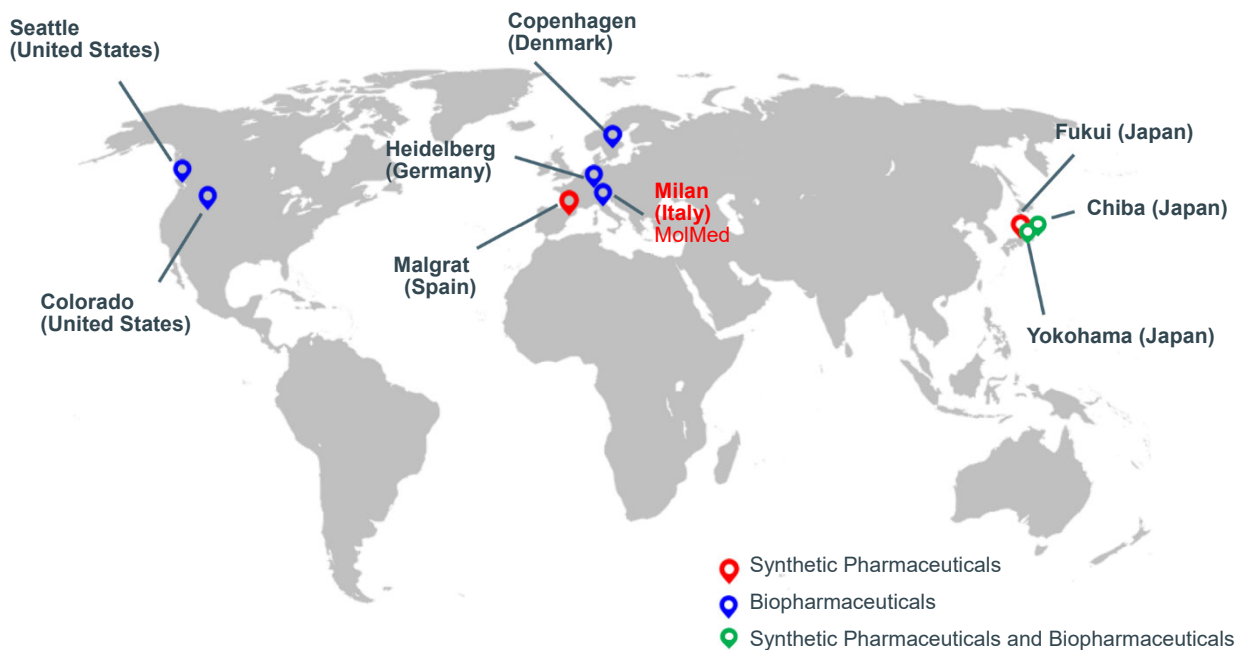 Seattle
(United States)
Copenhagen
(Denmark)
Heidelberg
(Germany)
Milan
(Italy)
MolMed
Fukui (Japan)
Chiba (Japan)
Malgrat
(Spain)
Colorado
(United States)
Yokohama (Japan)
Synthetic Pharmaceuticals
Biopharmaceuticals
Synthetic Pharmaceuticals and Biopharmaceuticals